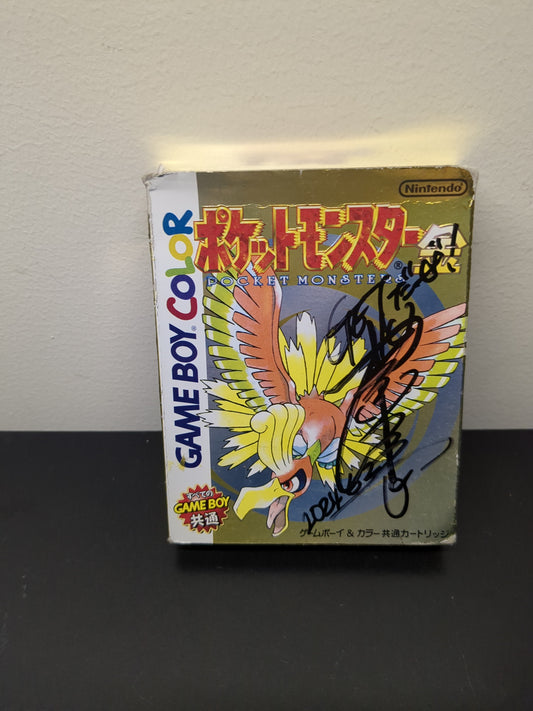 Nintendo
ポケットモンスター金
POCKET MONSTERS
GAME BOY COLOR
すべての
GAME BOY
共通
ゲームボーイ & カラー共通カートリッジ